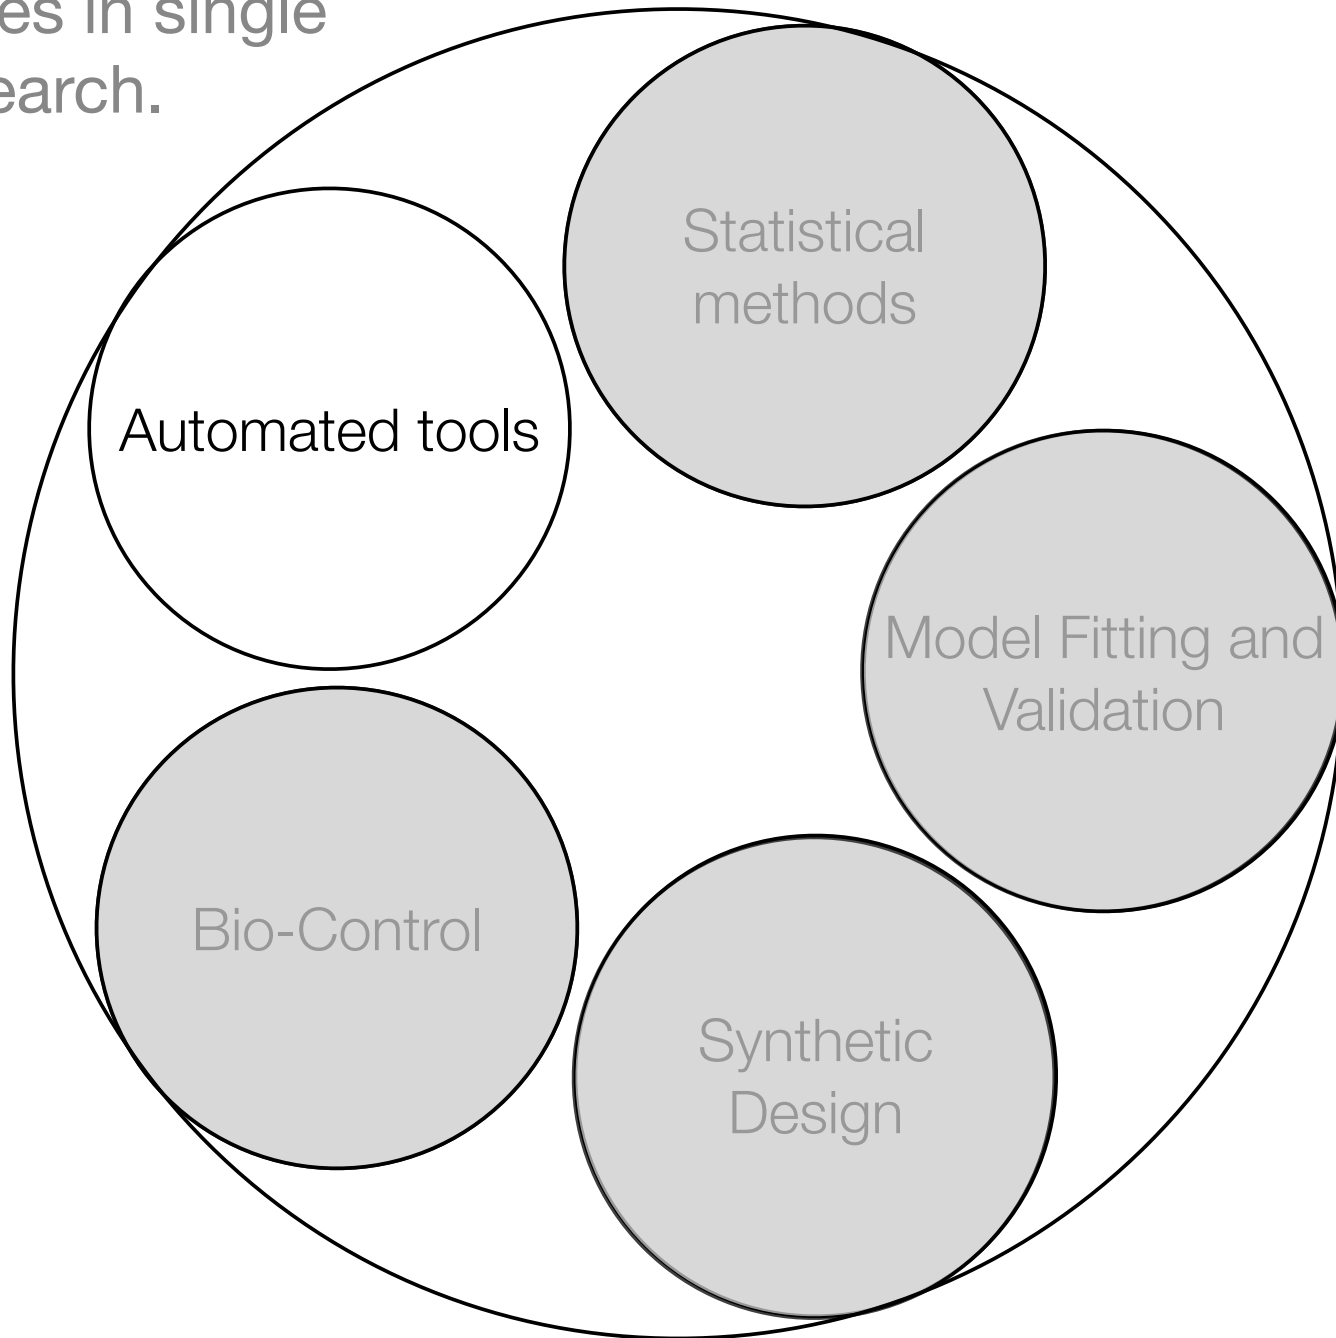 es in single
earch.
Statistical
methods
Automated tools
Model Fitting and
Validation
Bio-Control
Synthetic
Design